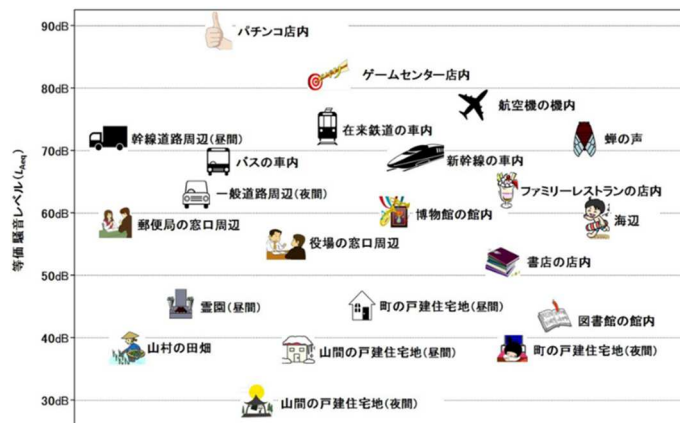 90dB
パチンコ店内
80dB
ゲームセンター店内
航空機の機内
幹線道路周辺(昼間)
在来鉄道の車内
蝉の声
70dB
バスの車内
新幹線の車内
一般道路周辺(夜間)
ファミリーレストランの店内
60dB
郵便局の窓口周辺
博物館の館内
海辺
役場の窓口周辺
書店の店内
50dB
霊園(昼間)
町の戸建住宅地(昼間)
図書館の館内
40dB
山村の田畑
山間の戸建住宅地(昼間)
町の戸建住宅地(夜間)
30dB
山間の戸建住宅地(夜間)
等価騒音レベル(LAeq)